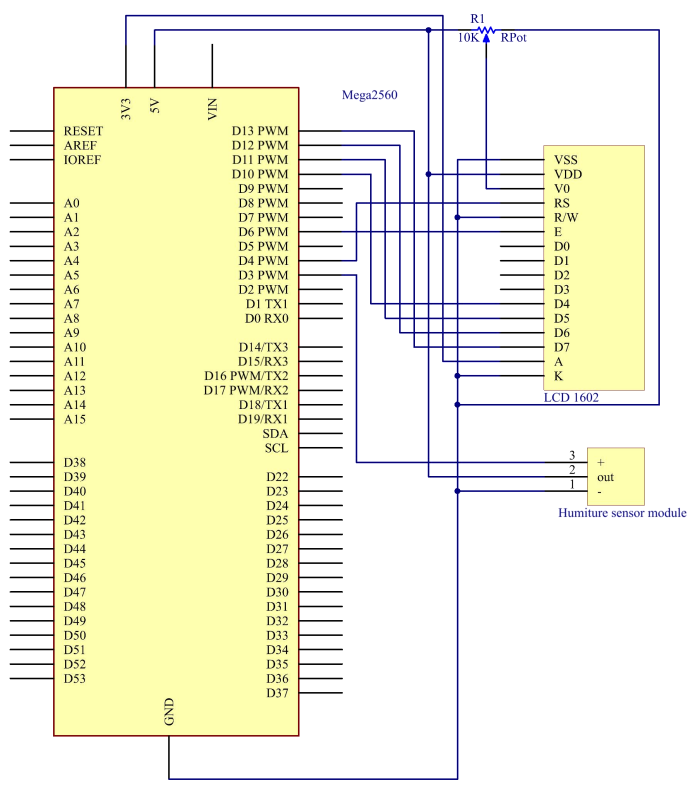 R1
10K
RPot
3V3
5V
VIN
Mega2560
RESET
AREF
IOREF
A0
A1
A2
A3
A4
A5
A6
A7
A8
A9
A10
A11
A12
A13
A14
A15
D38
D39
D40
D41
D42
D43
D44
D45
D46
D47
D48
D49
D50
D51
D52
D53
D13 PWM
D12 PWM
D11 PWM
D10 PWM
D9 PWM
D8 PWM
D7 PWM
D6 PWM
D5 PWM
D4 PWM
D3 PWM
D2 PWM
D1 TX1
D0 RX0
D14/TX3
D15/RX3
D16 PWM/TX2
D17 PWM/RX2
D18/TX1
D19/RX1
SDA
SCL
D22
D23
D24
D25
D26
D27
D28
D29
D30
D31
D32
D33
D34
D35
D36
D37
GND
VSS
VDD
V0
RS
R/W
E
D0
D1
D2
D3
D4
D5
D6
D7
A
K
LCD 1602
3 +
2 out
1 -
Humiture sensor module